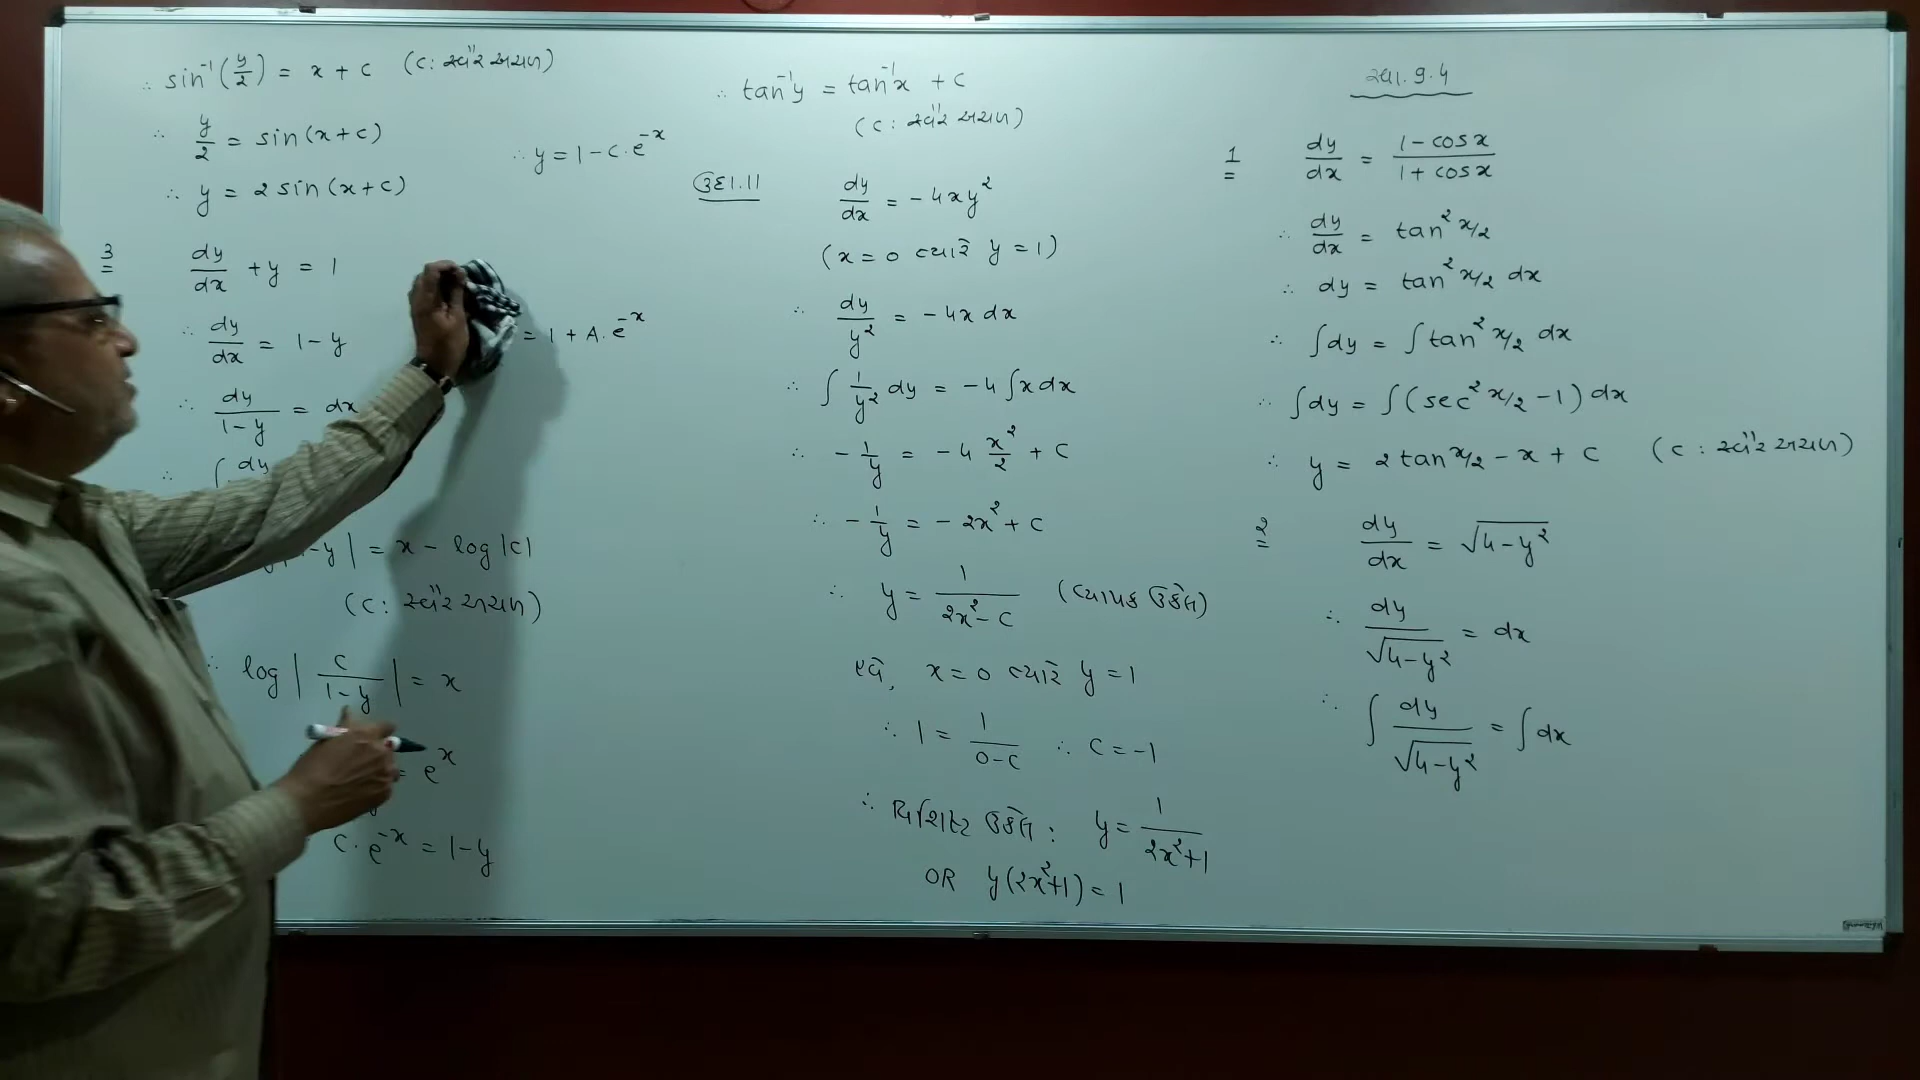 ∴ sin⁻¹(y/2) = x + c (c : સ્વૈર અચળ)
∴ y/2 = sin(x+c)
∴ y = 2 sin(x+c)
3 dy/dx + y = 1
∴ dy/dx = 1 - y
∴ dy/(1-y) = dx
∴ ∫ dy
-y| = x - log|c|
(c : સ્વૈર અચળ)
∴ log| c/(1-y) | = x
= e^x
c · e^-x = 1 - y
∴ y = 1 - c · e^-x
= 1 + A · e^-x
∴ tan⁻¹y = tan⁻¹x + c
(c : સ્વૈર અચળ)
ઉદા.11 dy/dx = -4xy²
(x = 0 ત્યારે y = 1)
∴ dy/y² = -4x dx
∴ ∫ 1/y² dy = -4 ∫ x dx
∴ -1/y = -4 x²/2 + c
∴ -1/y = -2x² + c
∴ y = 1/(2x² - c) (વ્યાપક ઉકેલ)
હવે, x = 0 ત્યારે y = 1
∴ 1 = 1/(0-c) ∴ c = -1
∴ વિશિષ્ટ ઉકેલ : y = 1/(2x²+1)
OR y(2x²+1) = 1
સ્વા. 9.4
1 dy/dx = (1 - cosx)/(1 + cosx)
∴ dy/dx = tan² x/2
∴ dy = tan² x/2 dx
∴ ∫dy = ∫tan² x/2 dx
∴ ∫dy = ∫(sec² x/2 - 1) dx
∴ y = 2 tan x/2 - x + c (c : સ્વૈર અચળ)
2 dy/dx = √(4-y²)
∴ dy/√(4-y²) = dx
∴ ∫ dy/√(4-y²) = ∫ dx